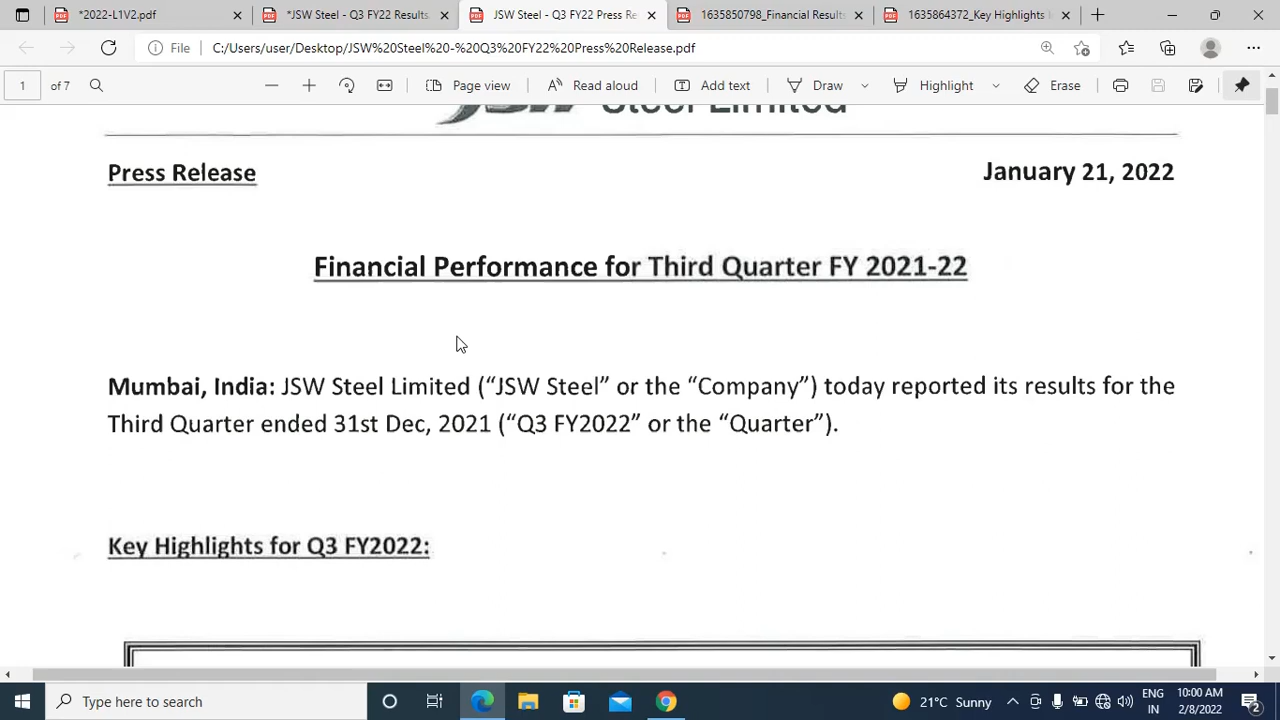 *2022-L1V2.pdf
*JSW Steel - Q3 FY22 Results.
JSW Steel - Q3 FY22 Press Re
1635850798_Financial Results
1635864372_Key Highlights
File
C:/Users/user/Desktop/JSW%20Steel%20-%20Q3%20FY22%20Press%20Release.pdf
1 of 7
Page view
Read aloud
Add text
Draw
Highlight
Erase
JSW Steel Limited
Press Release
January 21, 2022
Financial Performance for Third Quarter FY 2021-22
Mumbai, India: JSW Steel Limited (“JSW Steel” or the “Company”) today reported its results for the
Third Quarter ended 31st Dec, 2021 (“Q3 FY2022” or the “Quarter”).
Key Highlights for Q3 FY2022:
Type here to search
21°C Sunny
ENG
IN
10:00 AM
2/8/2022
2